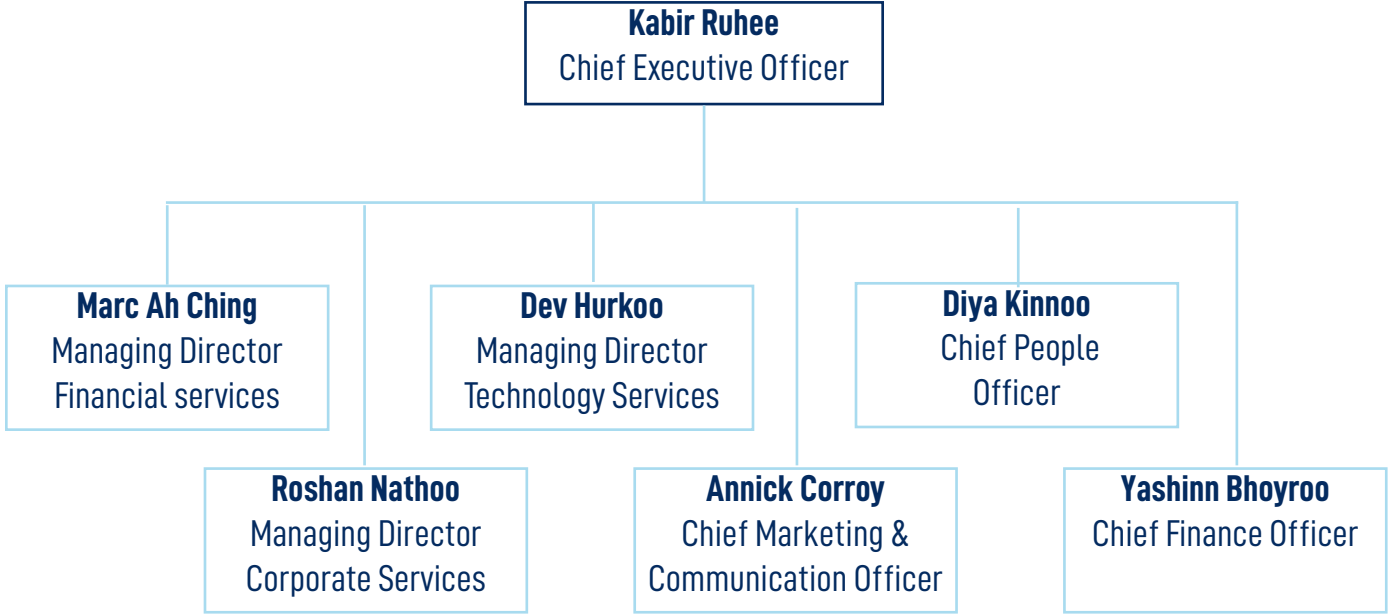 Kabir Ruhee
Chief Executive Officer
Marc Ah Ching
Managing Director
Financial services
Dev Hurkoo
Managing Director
Technology Services
Diya Kinnoo
Chief People
Officer
Roshan Nathoo
Managing Director
Corporate Services
Annick Corroy
Chief Marketing &
Communication Officer
Yashinn Bhoyroo
Chief Finance Officer